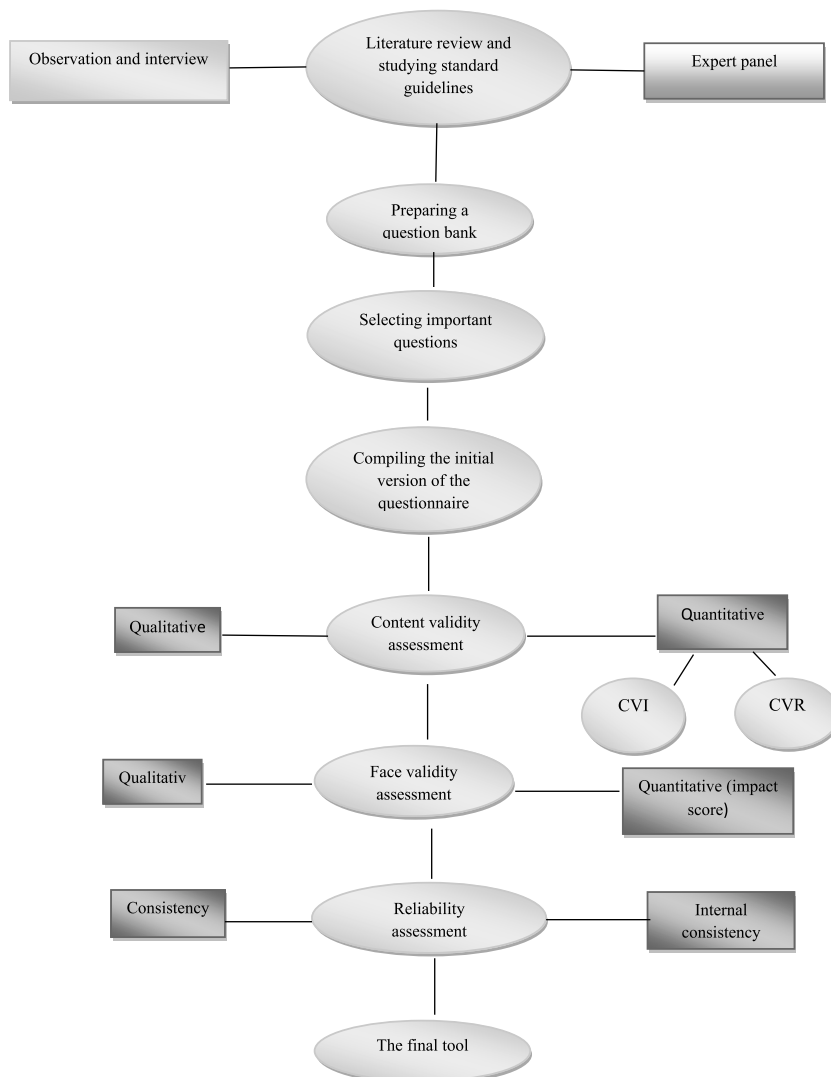 Observation and interview
Literature review and
studying standard
guidelines
Expert panel
Preparing a
question bank
Selecting important
questions
Compiling the initial
version of the
questionnaire
Qualitative
Content validity
assessment
Quantitative
CVI
CVR
Qualitativ
Face validity
assessment
Quantitative (impact
score)
Consistency
Reliability
assessment
Internal
consistency
The final tool